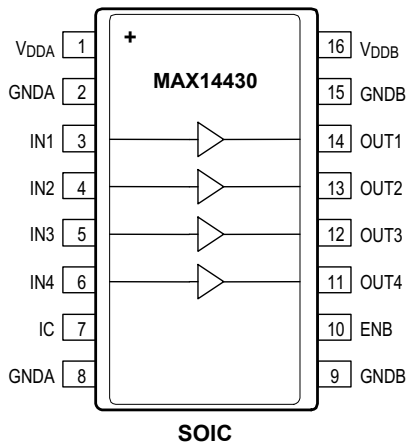 +
MAX14430
VDDA 1
GNDA 2
IN1 3
IN2 4
IN3 5
IN4 6
IC 7
GNDA 8
16 VDDB
15 GNDB
14 OUT1
13 OUT2
12 OUT3
11 OUT4
10 ENB
9 GNDB
SOIC